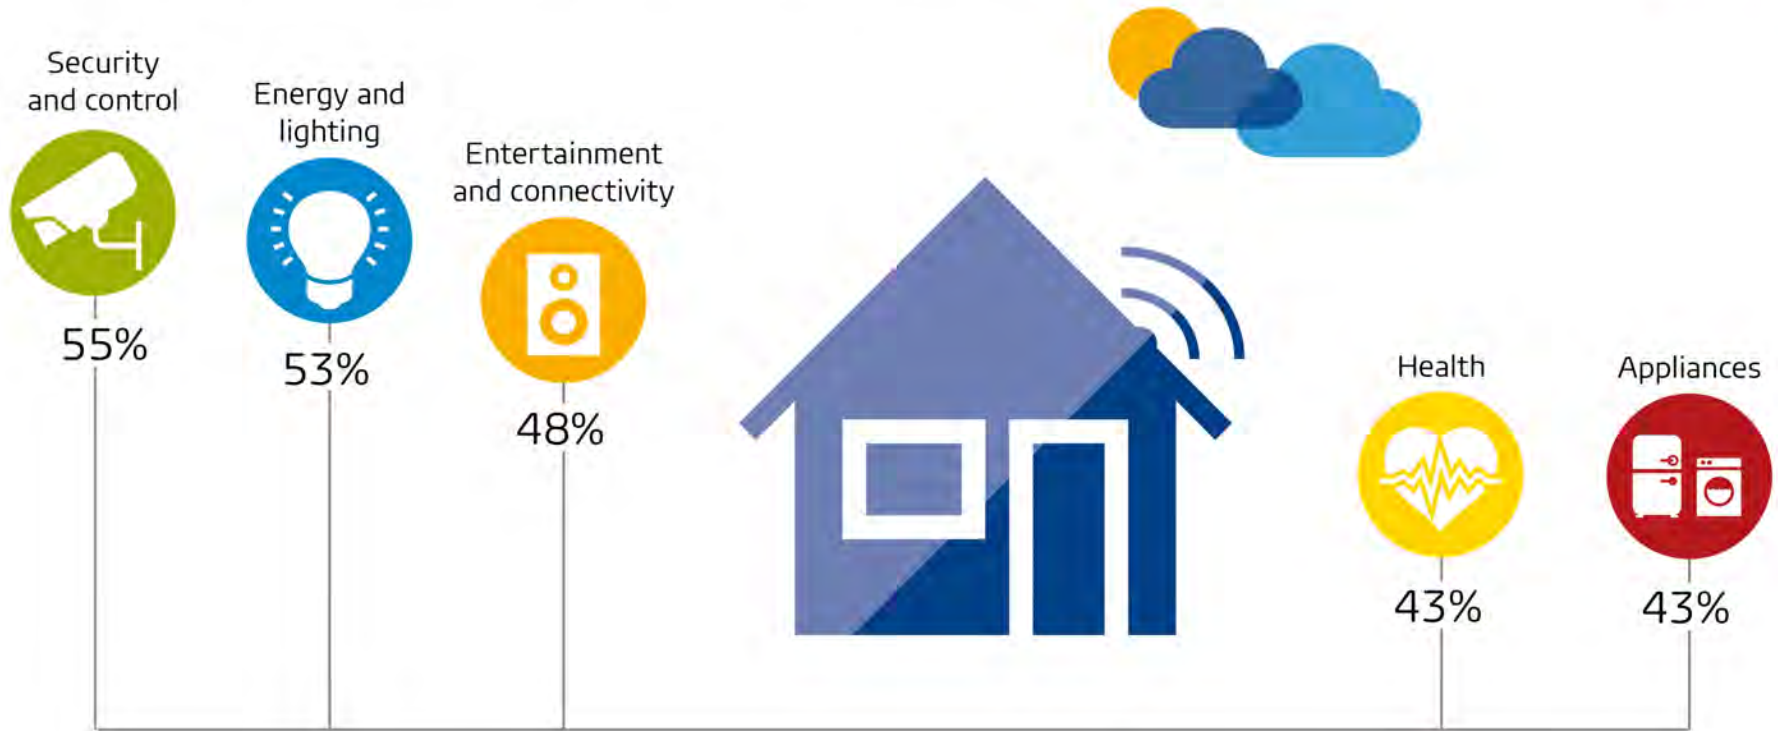 Security
and control
55%
Energy and
lighting
53%
Entertainment
and connectivity
48%
Health
43%
Appliances
43%